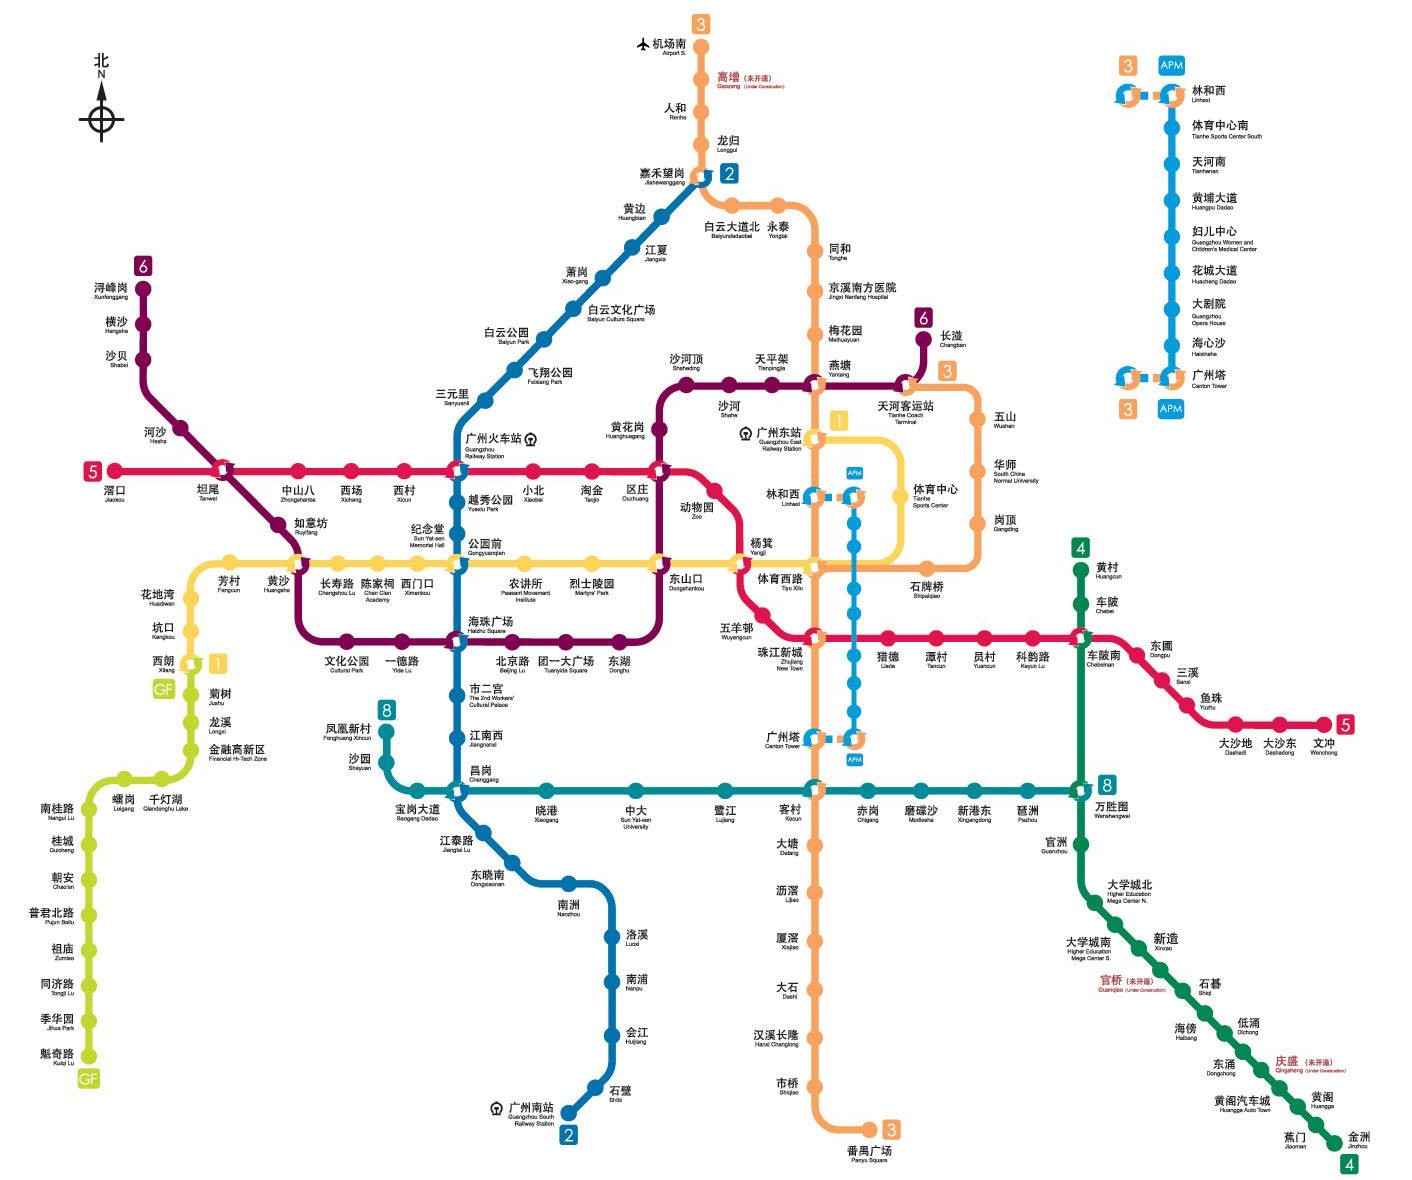 北
N
3
机场南
Airport S.
高增 (未开通)
Gaozeng (Under Construction)
人和
Renhe
龙归
Longgui
嘉禾望岗
Jiahewanggang
2
白云大道北
Baiyundadaobei
永泰
Yongtai
同和
Tonghe
京溪南方医院
Jingxi Nanfang Hospital
梅花园
Meihuayuan
燕塘
Yantang
黄边
Huangbian
江夏
Jiangxia
萧岗
Xiao-gang
白云文化广场
Baiyun Culture Square
白云公园
Baiyun Park
飞翔公园
Feixiang Park
三元里
Sanyuanli
广州火车站
Guangzhou
Railway Station
越秀公园
Yuexiu Park
纪念堂
Sun Yat-sen
Memorial Hall
公园前
Gongyuanqian
海珠广场
Haizhu Square
市二宫
The 2nd Workers'
Cultural Palace
江南西
Jiangnanxi
昌岗
Changgang
江泰路
Jiangtai Lu
东晓南
Dongxiaonan
南洲
Nanzhou
洛溪
Luoxi
南浦
Nanpu
会江
Huijiang
石壁
Shibi
广州南站
Guangzhou South
Railway Station
2
6
浔峰岗
Xunfenggang
横沙
Hengsha
沙贝
Shabei
河沙
Hesha
坦尾
Tanwei
如意坊
Ruyifang
黄沙
Huangsha
文化公园
Cultural Park
一德路
Yide Lu
北京路
Beijing Lu
团一大广场
Tuanyida Square
东湖
Donghu
东山口
Dongshankou
区庄
Ouzhuang
黄花岗
Huanghuagang
沙河顶
Shaheding
沙河
Shahe
天平架
Tianpingjia
天河客运站
Tianhe Coach
Terminal
长湴
Changban
6
3
五山
Wushan
华师
South China
Normal University
岗顶
Gangding
石牌桥
Shipaiqiao
5
滘口
Jiaokou
中山八
Zhongshanba
西场
Xichang
西村
Xicun
小北
Xiaobei
淘金
Taojin
动物园
Zoo
杨箕
Yangji
五羊邨
Wuyangcun
珠江新城
Zhujiang
New Town
猎德
Liede
潭村
Tancun
员村
Yuancun
科韵路
Keyun Lu
车陂南
Chebeinan
东圃
Dongpu
三溪
Sanxi
鱼珠
Yuzhu
大沙地
Dashadi
大沙东
Dashadong
文冲
Wenchong
5
1
广州东站
Guangzhou East
Railway Station
体育中心
Tianhe
Sports Center
体育西路
Tiyu Xilu
烈士陵园
Martyrs' Park
农讲所
Peasant Movement
Institute
西门口
Ximenkou
陈家祠
Chen Clan
Academy
长寿路
Changshou Lu
芳村
Fangcun
花地湾
Huadiwan
坑口
Kengkou
西朗
Xilang
1
GF
菊树
Jushu
龙溪
Longxi
金融高新区
Financial Hi-Tech Zone
千灯湖
Qiandenghu Lake
礌岗
Leigang
南桂路
Nangui Lu
桂城
Guicheng
朝安
Chao'an
普君北路
Pujun Beilu
祖庙
Zumiao
同济路
Tongji Lu
季华园
Jihua Park
魁奇路
Kuiqi Lu
GF
林和西
Linhexi
APM
广州塔
Canton Tower
APM
8
凤凰新村
Fenghuang Xincun
沙园
Shayuan
宝岗大道
Baogang Dadao
晓港
Xiaogang
中大
Sun Yat-sen
University
鹭江
Lujiang
客村
Kecun
赤岗
Chigang
磨碟沙
Modiesha
新港东
Xingangdong
琶洲
Pazhou
8
万胜围
Wanshengwei
大塘
Datang
沥滘
Lijiao
厦滘
Xiajiao
大石
Dashi
汉溪长隆
Hanxi Changlong
市桥
Shiqiao
番禺广场
Panyu Square
3
4
黄村
Huangcun
车陂
Chebei
官洲
Guanzhou
大学城北
Higher Education
Mega Center N.
大学城南
Higher Education
Mega Center S.
新造
Xinzao
官桥 (未开通)
Guanqiao (Under Construction)
石碁
Shiqi
海傍
Haibang
低涌
Dichong
东涌
Dongchong
庆盛 (未开通)
Qingsheng (Under Construction)
黄阁汽车城
Huangge Auto Town
黄阁
Huangge
蕉门
Jiaomen
金洲
Jinzhou
4
3
APM
林和西
Linhexi
体育中心南
Tianhe Sports Center South
天河南
Tianhenan
黄埔大道
Huangpu Dadao
妇儿中心
Guangzhou Women and
Children's Medical Center
花城大道
Huacheng Dadao
大剧院
Guangzhou
Opera House
海心沙
Haixinsha
广州塔
Canton Tower
3
APM